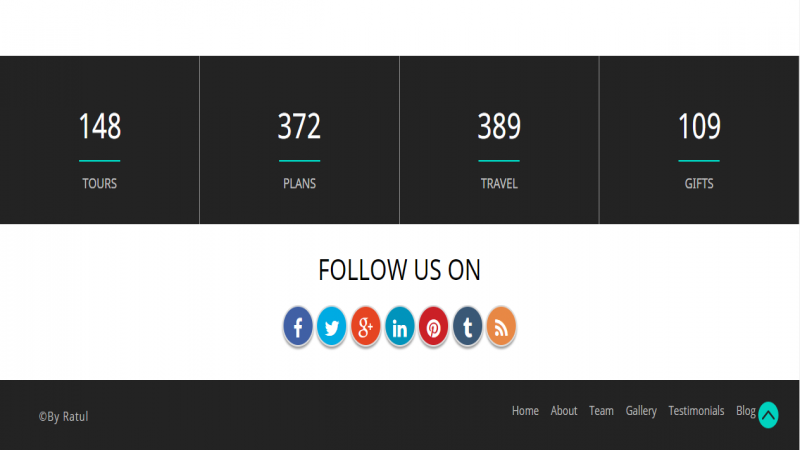 148 372 389 109
TOURS PLANS TRAVEL GIFTS
FOLLOW US ON
f g+ in t
©By Ratul Home About Team Gallery Testimonials Blog